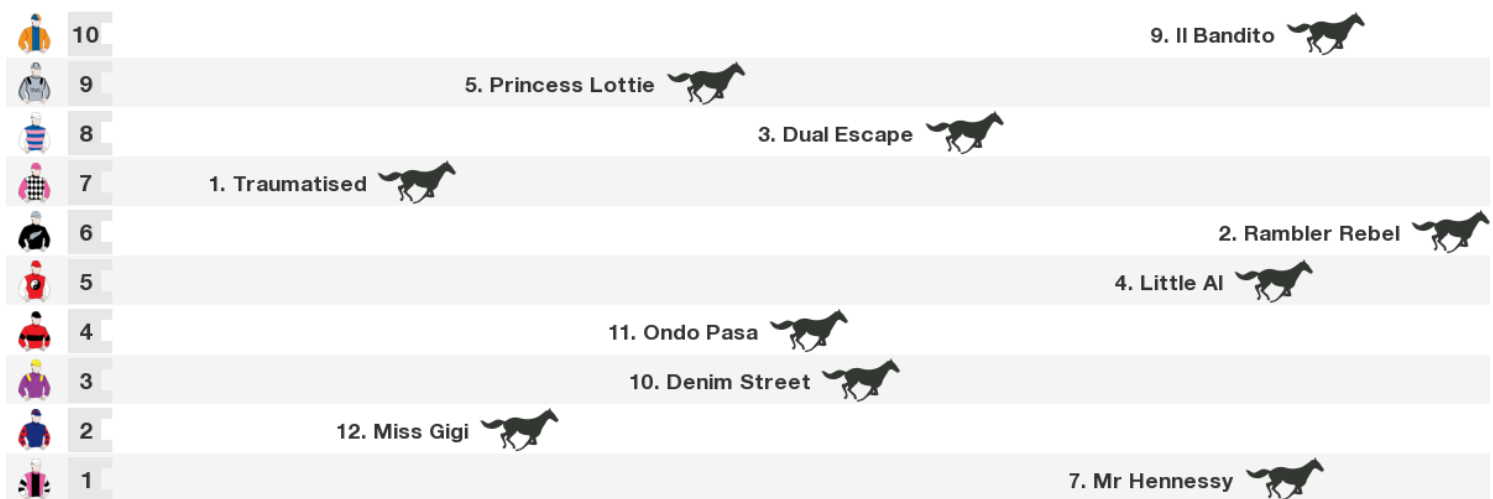 10 9. Il Bandito
9 5. Princess Lottie
8 3. Dual Escape
7 1. Traumatised
6 2. Rambler Rebel
5 4. Little Al
4 11. Ondo Pasa
3 10. Denim Street
2 12. Miss Gigi
1 7. Mr Hennessy